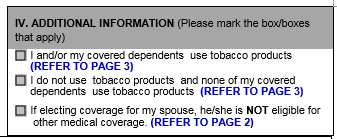 IV. ADDITIONAL INFORMATION (Please mark the box/boxes
that apply)
I and/or my covered dependents use tobacco products
(REFER TO PAGE 3)
I do not use tobacco products and none of my covered
dependents use tobacco products (REFER TO PAGE 3)
If electing coverage for my spouse, he/she is NOT eligible for
other medical coverage. (REFER TO PAGE 2)